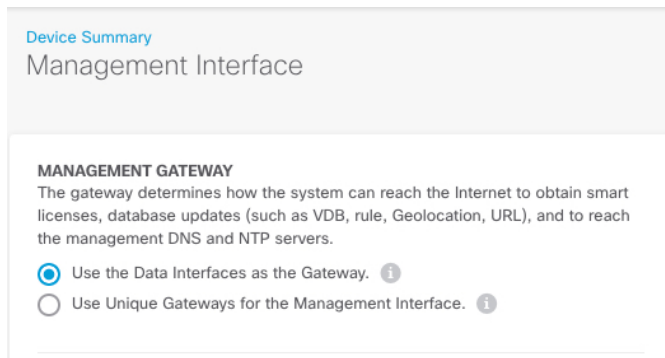 Device Summary
Management Interface
MANAGEMENT GATEWAY
The gateway determines how the system can reach the Internet to obtain smart
licenses, database updates (such as VDB, rule, Geolocation, URL), and to reach
the management DNS and NTP servers.
Use the Data Interfaces as the Gateway.
Use Unique Gateways for the Management Interface.